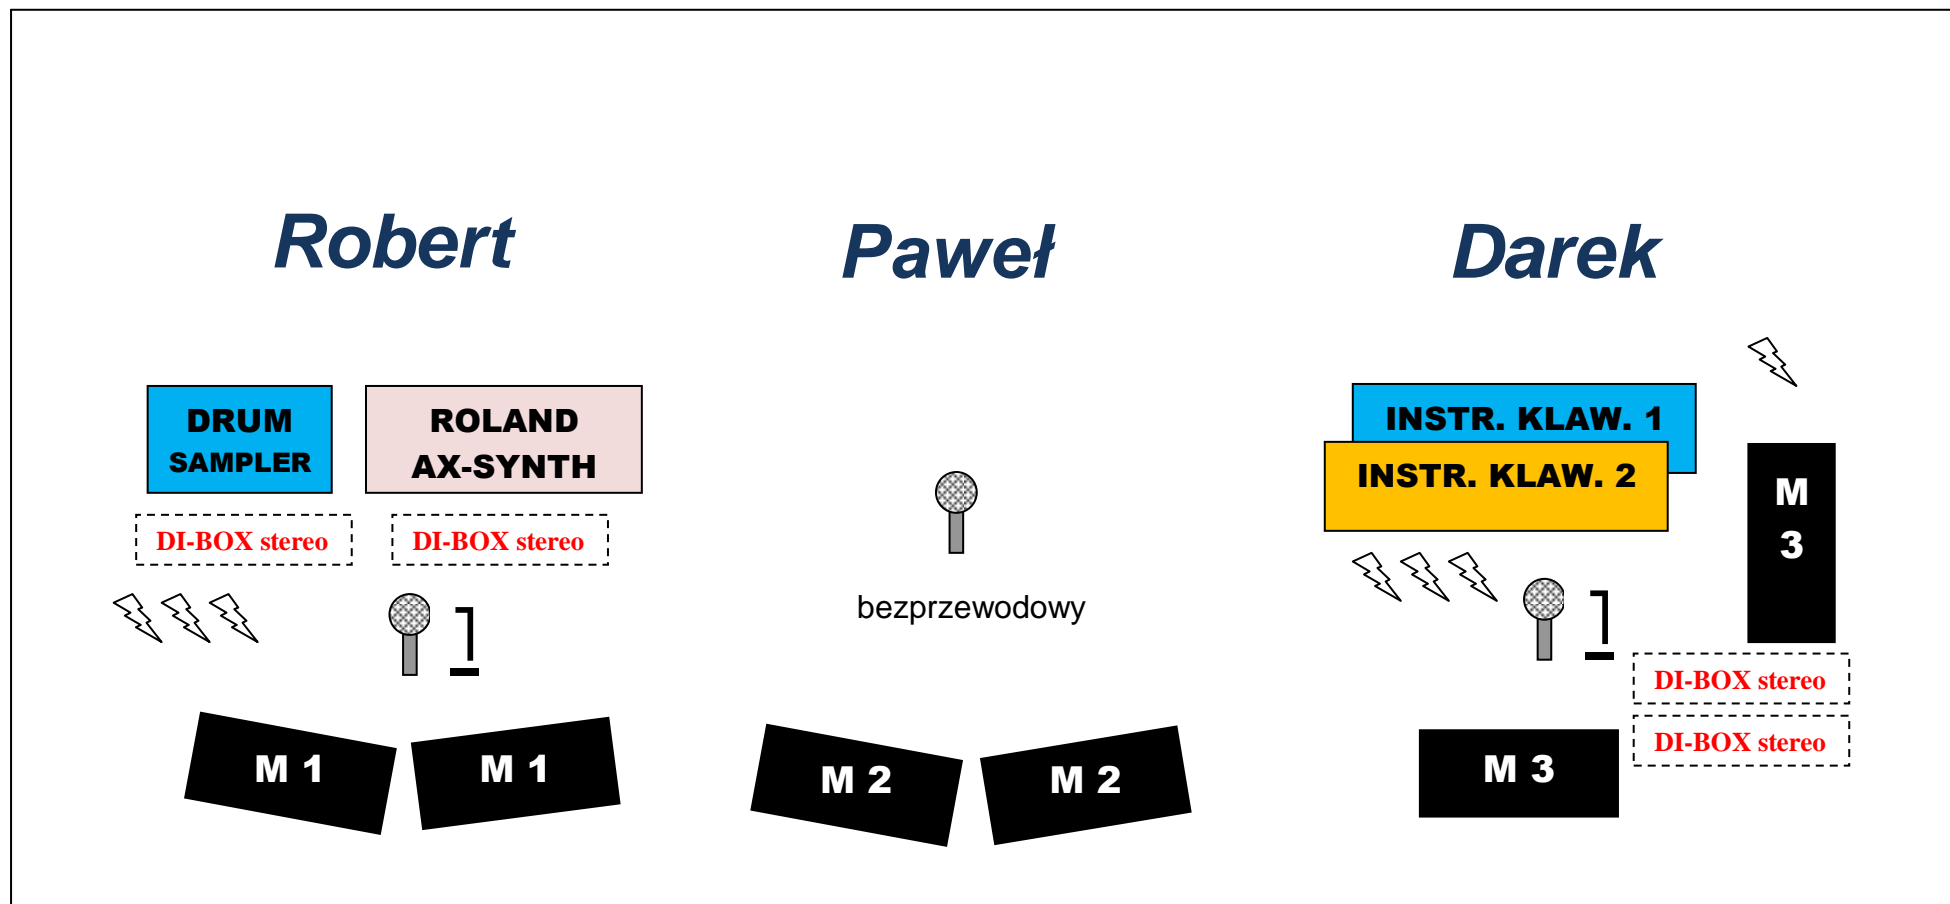 Robert
Paweł
Darek
DRUM
SAMPLER
ROLAND
AX-SYNTH
INSTR. KLAW. 1
INSTR. KLAW. 2
M
3
DI-BOX stereo
DI-BOX stereo
bezprzewodowy
DI-BOX stereo
DI-BOX stereo
M 1
M 1
M 2
M 2
M 3